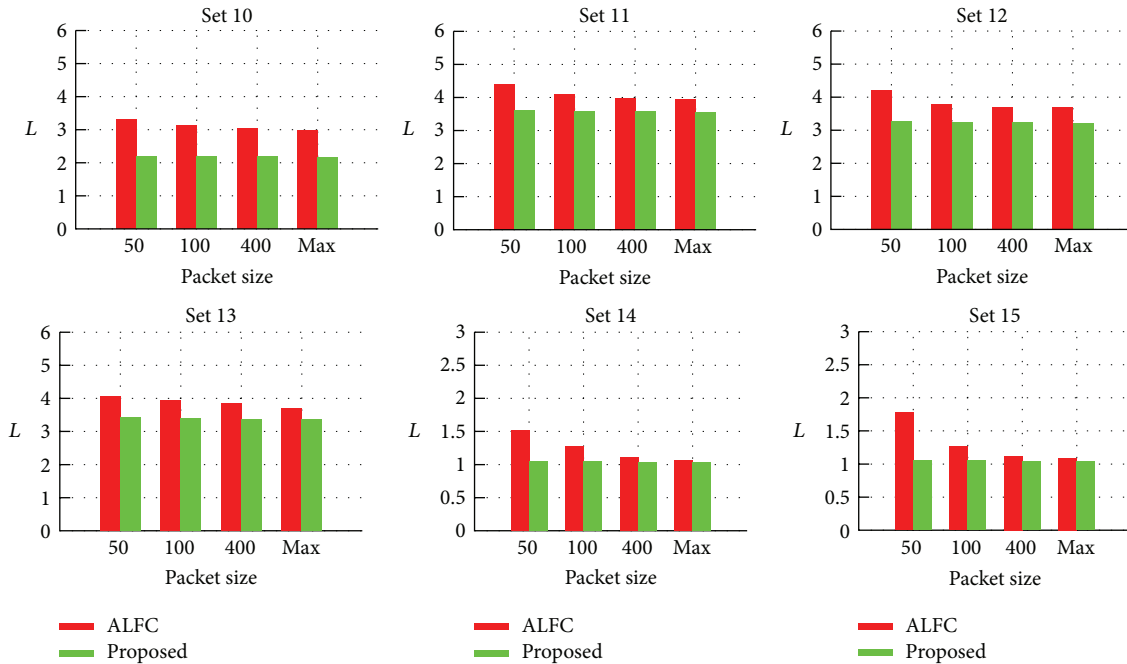 Set 10
6
5
4
3
2
1
0
L
50 100 400 Max
Packet size
Set 11
6
5
4
3
2
1
0
L
50 100 400 Max
Packet size
Set 12
6
5
4
3
2
1
0
L
50 100 400 Max
Packet size
Set 13
6
5
4
3
2
1
0
L
50 100 400 Max
Packet size
ALFC
Proposed
Set 14
3
2.5
2
1.5
1
0.5
0
L
50 100 400 Max
Packet size
ALFC
Proposed
Set 15
3
2.5
2
1.5
1
0.5
0
L
50 100 400 Max
Packet size
ALFC
Proposed